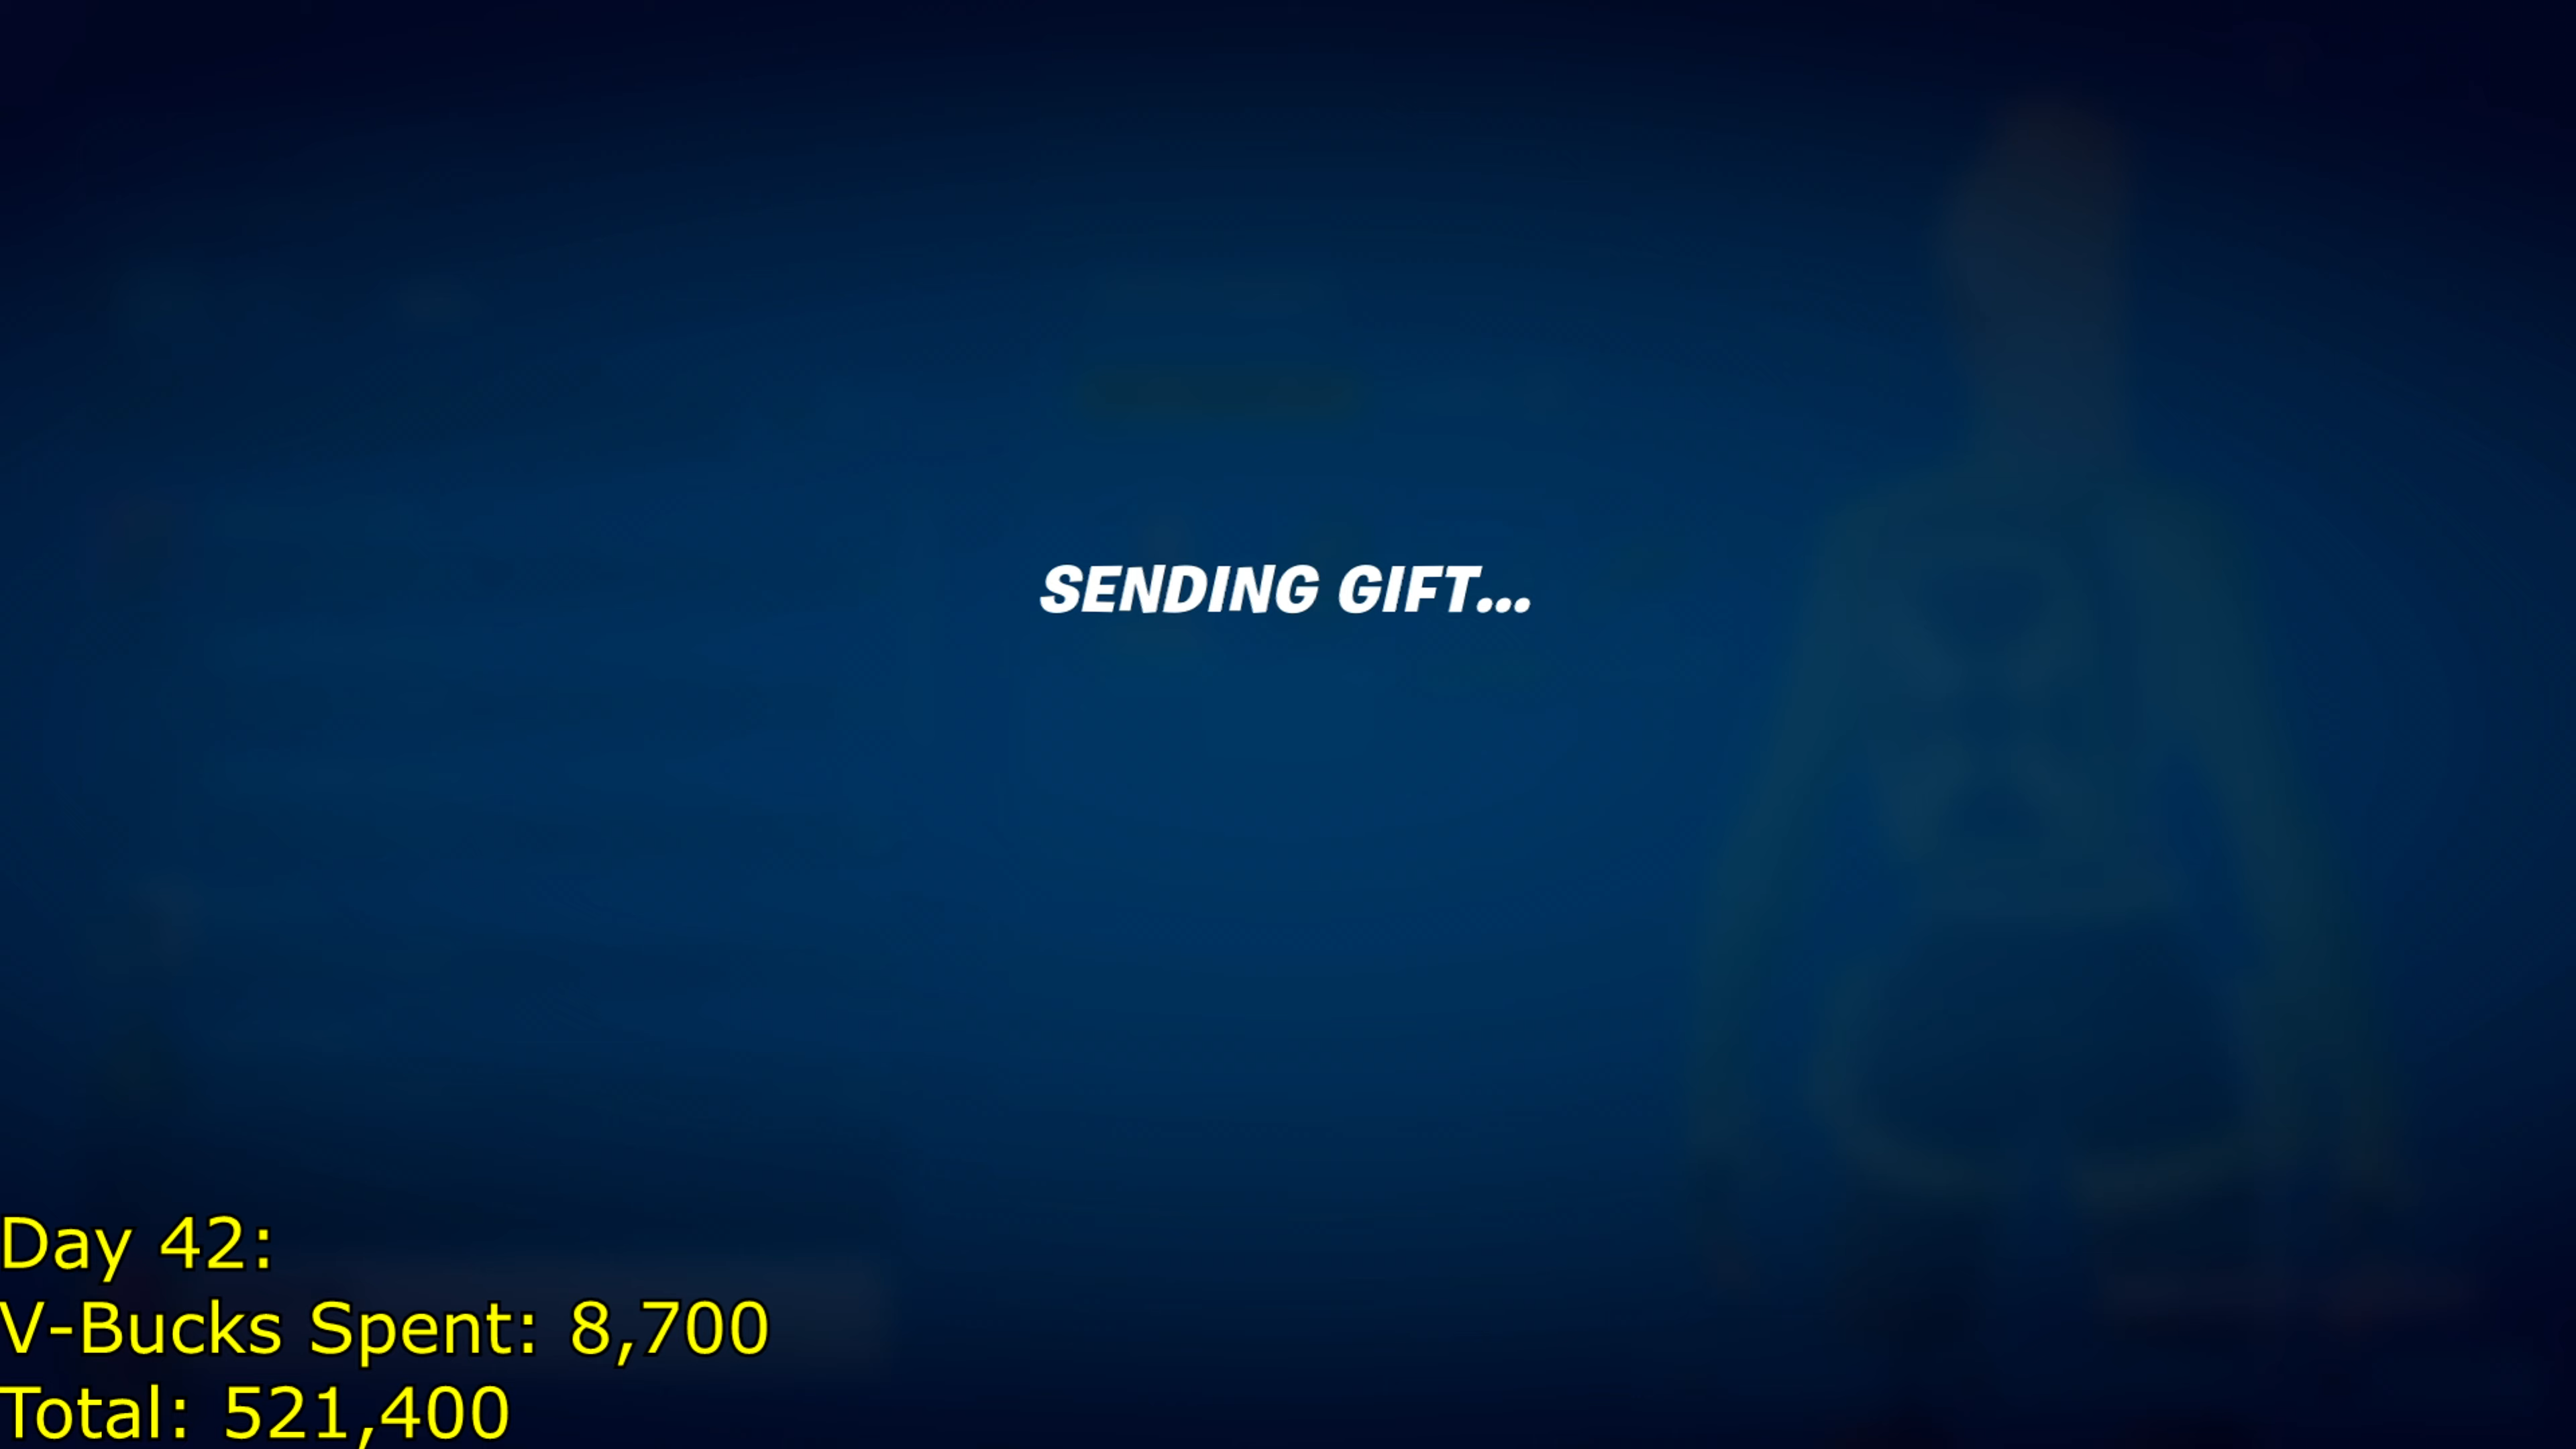 SENDING GIFT...
Day 42:
V-Bucks Spent: 8,700
Total: 521,400